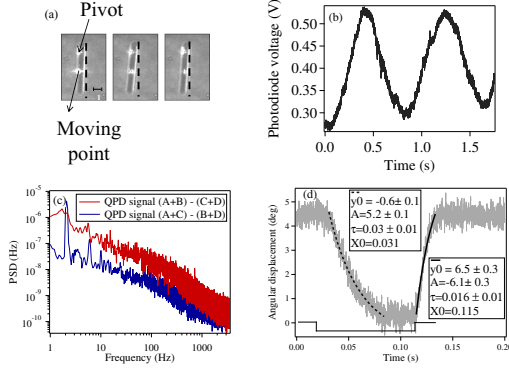 (a)
Pivot
Moving
point
(b)
Photodiode voltage (V)
0.50
0.45
0.40
0.35
0.30
0.0
0.5
1.0
1.5
Time (s)
(c)
QPD signal (A+B) - (C+D)
QPD signal (A+C) - (B+D)
PSD (Hz)
10-5
10-6
10-7
10-8
10-9
10-10
1
10
100
1000
Frequency (Hz)
(d)
y0 = -0.6± 0.1
A=5.2 ± 0.1
τ=0.03 ± 0.01
X0=0.031
y0 = 6.5 ± 0.3
A=-6.1± 0.3
τ=0.016 ± 0.01
X0=0.115
Angular displacement (deg)
5
4
3
2
1
0
0.00
0.05
0.10
0.15
0.20
Time (s)